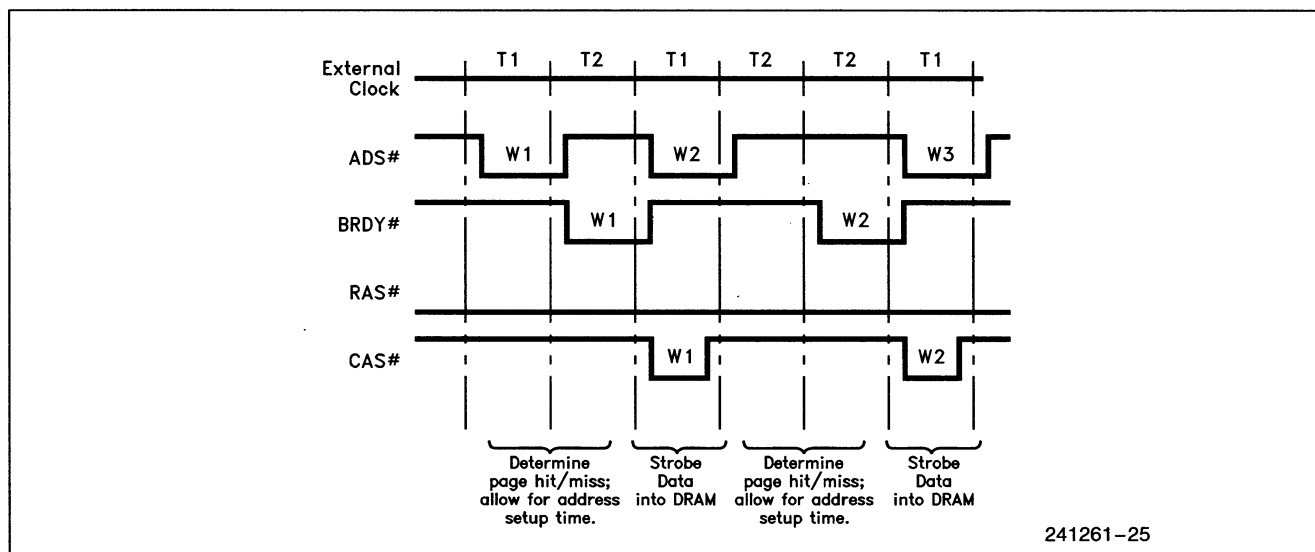 T1 T2 T1 T2 T2 T1
External
Clock
ADS# W1 W2 W3
BRDY# W1 W2
RAS#
CAS# W1 W2
Determine
page hit/miss;
allow for address
setup time.
Strobe
Data
into DRAM
Determine
page hit/miss;
allow for address
setup time.
Strobe
Data
into DRAM
241261-25